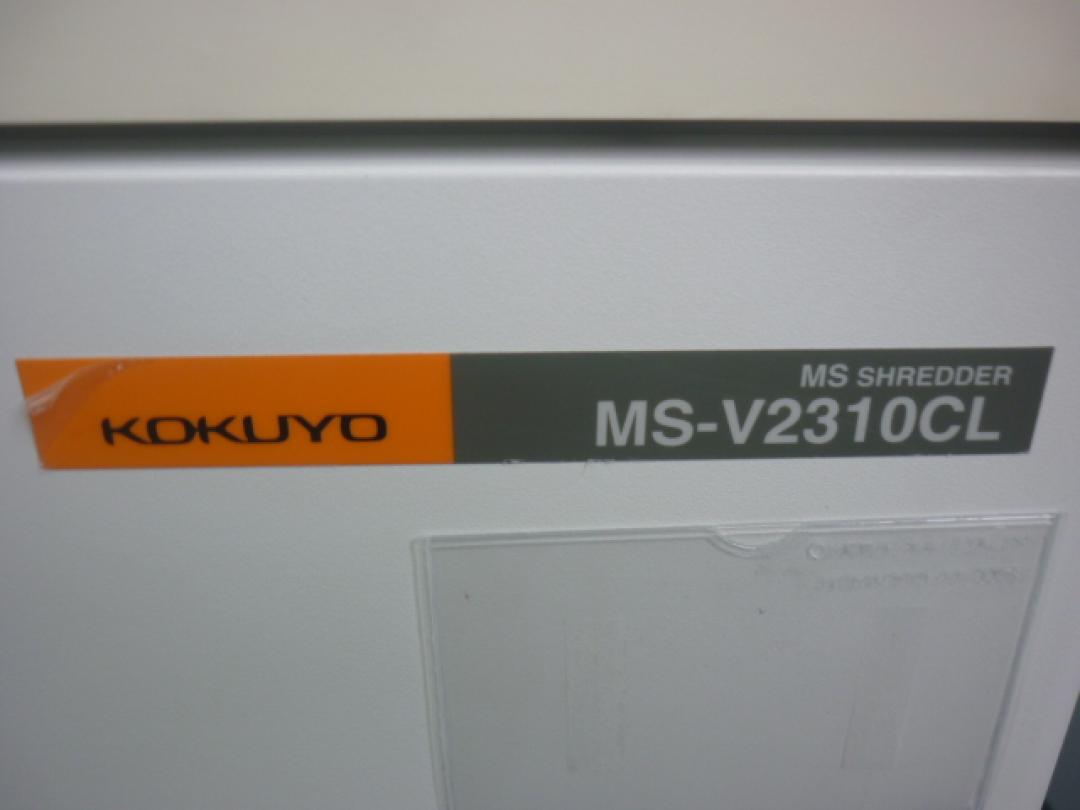 KOKUYO
MS SHREDDER
MS-V2310CL